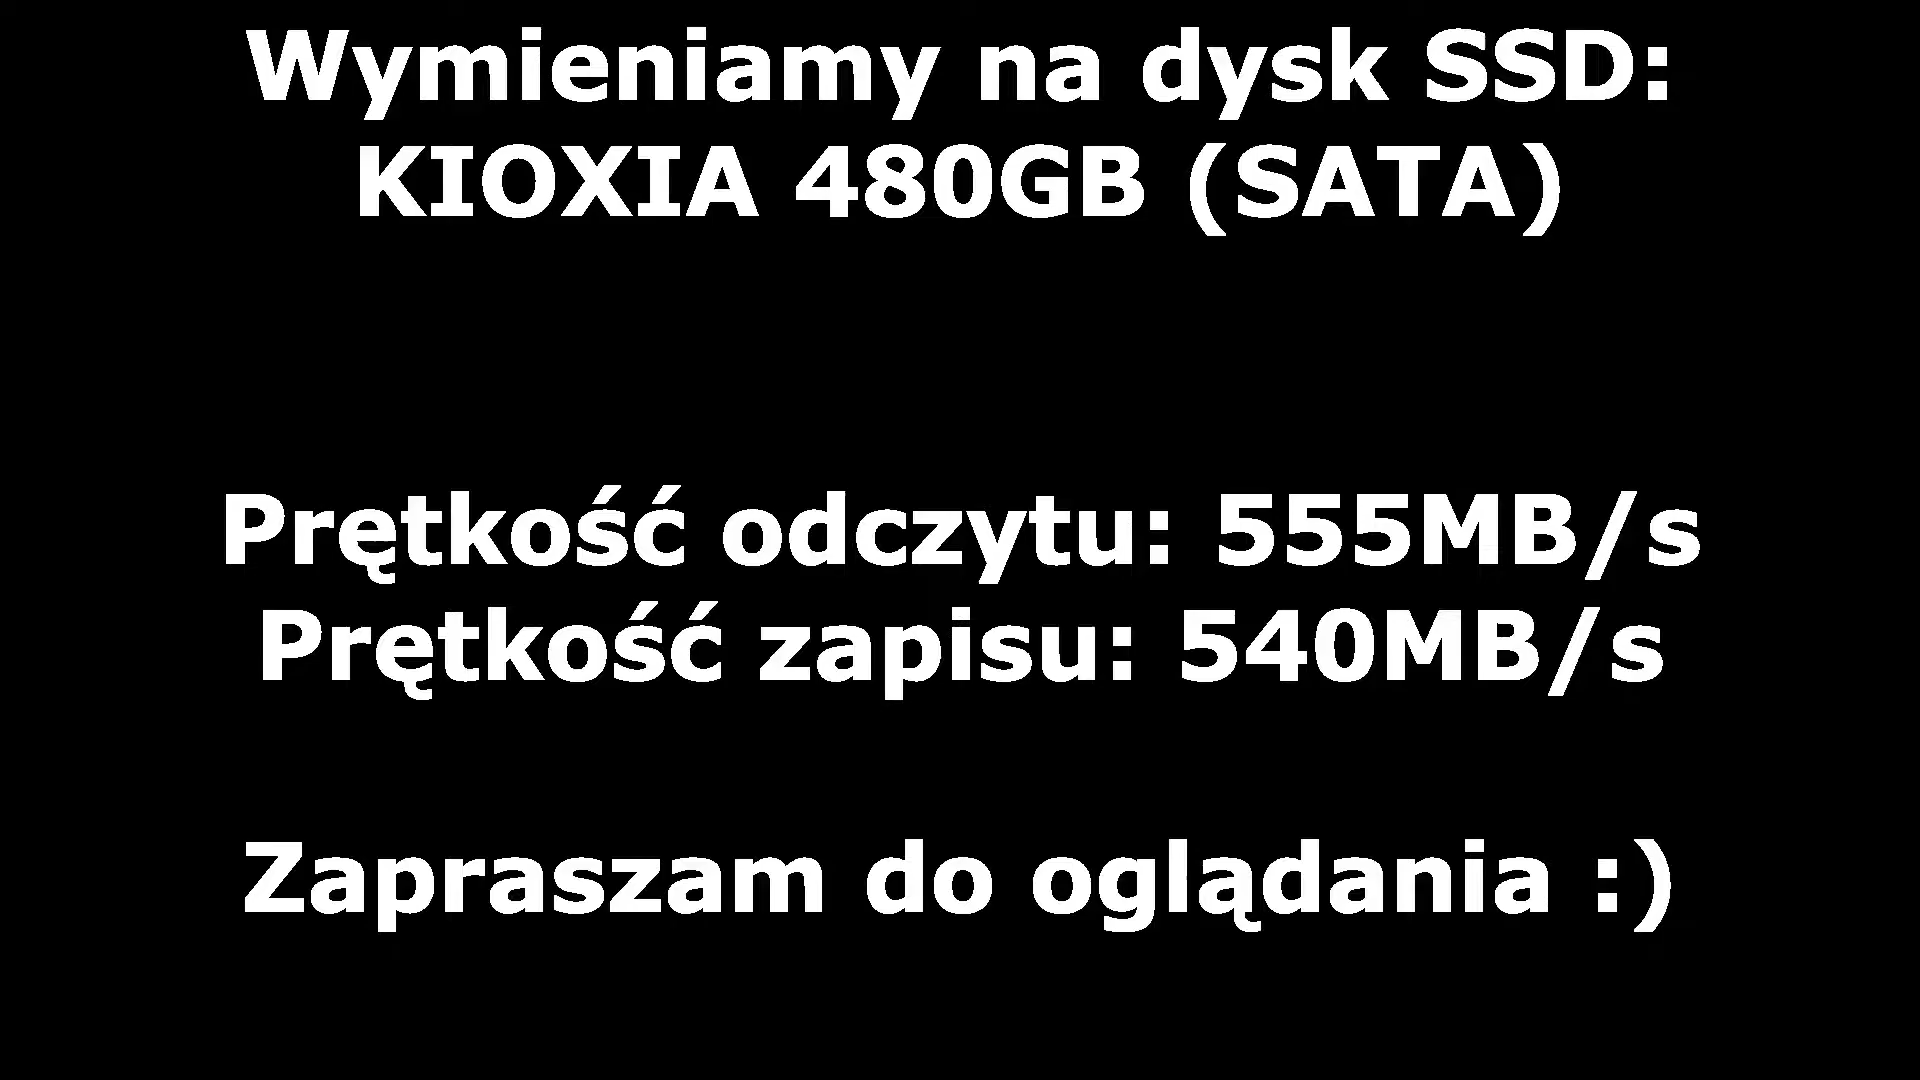 Wymieniamy na dysk SSD:
KIOXIA 480GB (SATA)
Prętkość odczytu: 555MB/s
Prętkość zapisu: 540MB/s
Zapraszam do oglądania :)